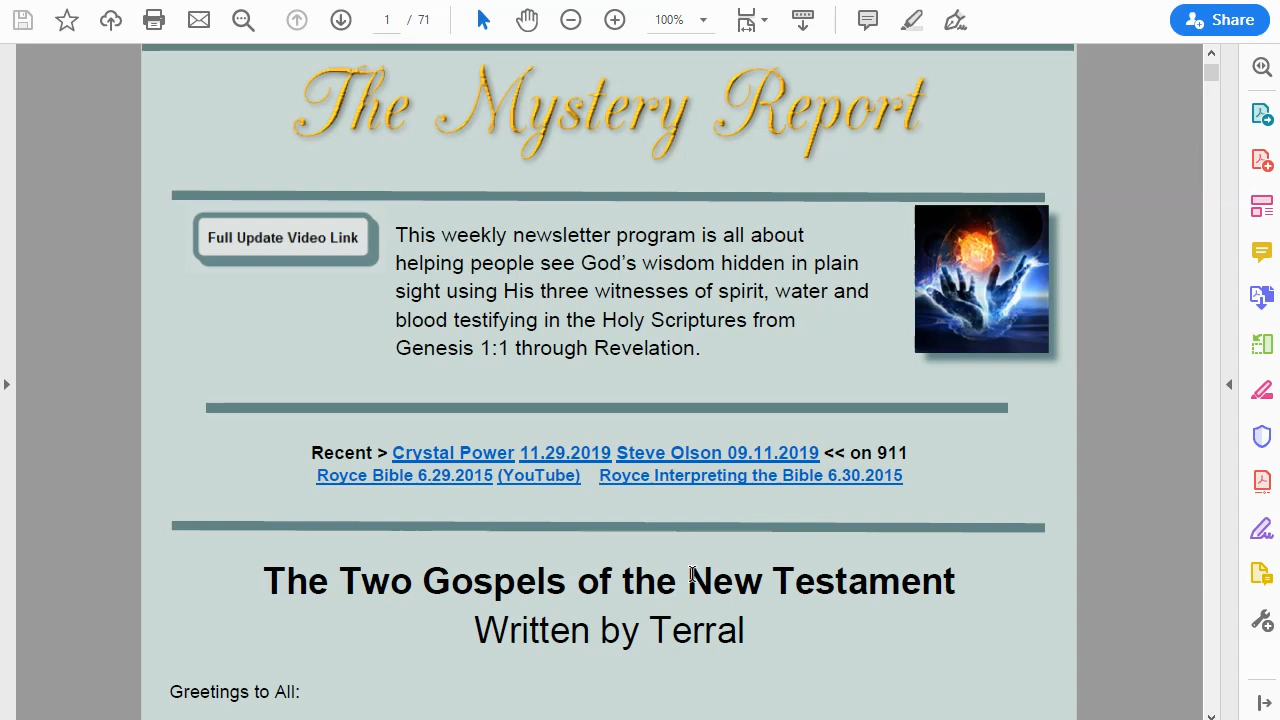 1 / 71
100%
Share
The Mystery Report
Full Update Video Link
This weekly newsletter program is all about
helping people see God's wisdom hidden in plain
sight using His three witnesses of spirit, water and
blood testifying in the Holy Scriptures from
Genesis 1:1 through Revelation.
Recent > Crystal Power 11.29.2019 Steve Olson 09.11.2019 << on 911
Royce Bible 6.29.2015 (YouTube) Royce Interpreting the Bible 6.30.2015
The Two Gospels of the New Testament
Written by Terral
Greetings to All: